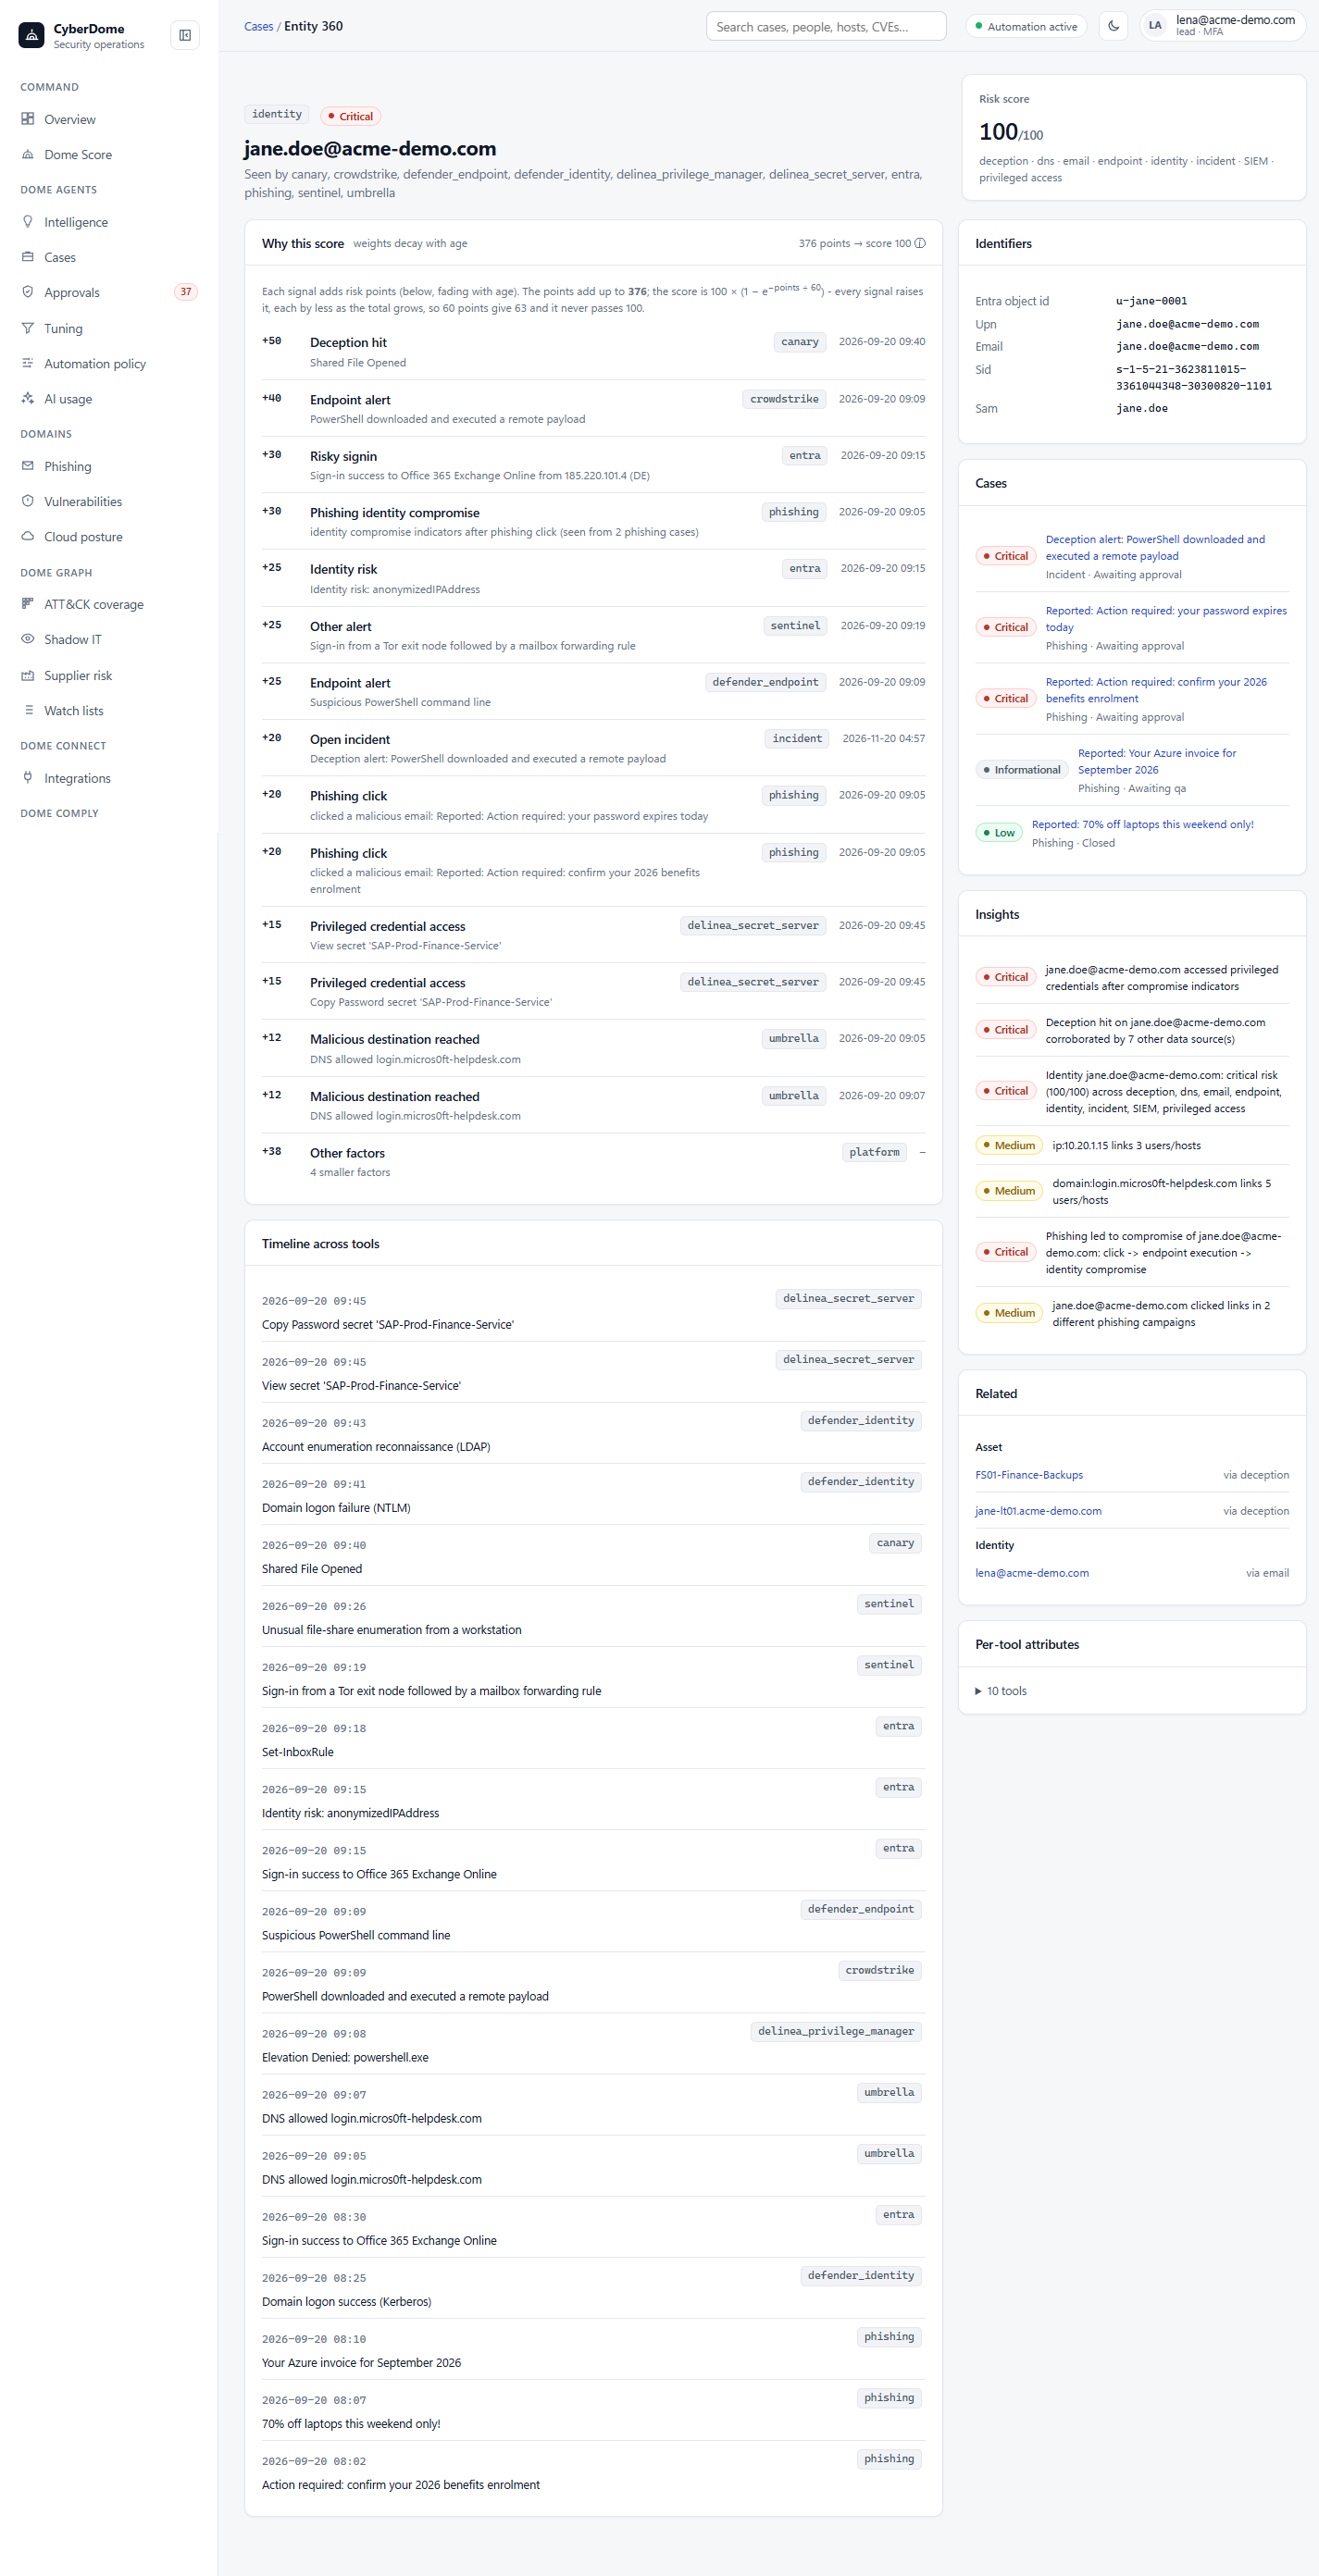 CyberDome
Security operations
COMMAND
Overview
Dome Score
DOME AGENTS
Intelligence
Cases
Approvals 37
Tuning
Automation policy
AI usage
DOMAINS
Phishing
Vulnerabilities
Cloud posture
DOME GRAPH
ATT&CK coverage
Shadow IT
Supplier risk
Watch lists
DOME CONNECT
Integrations
DOME COMPLY
Cases / Entity 360
Search cases, people, hosts, CVEs...
Automation active
LA
lena@acme-demo.com
lead · MFA
identity Critical
jane.doe@acme-demo.com
Seen by canary, crowdstrike, defender_endpoint, defender_identity, delinea_privilege_manager, delinea_secret_server, entra,
phishing, sentinel, umbrella
Risk score
100/100
deception · dns · email · endpoint · identity · incident · SIEM ·
privileged access
Why this score weights decay with age 376 points → score 100 ⓘ
Each signal adds risk points (below, fading with age). The points add up to 376; the score is 100 × (1 − e−points ÷ 60) - every signal raises
it, each by less as the total grows, so 60 points give 63 and it never passes 100.
+50 Deception hit canary 2026-09-20 09:40
Shared File Opened
+40 Endpoint alert crowdstrike 2026-09-20 09:09
PowerShell downloaded and executed a remote payload
+30 Risky signin entra 2026-09-20 09:15
Sign-in success to Office 365 Exchange Online from 185.220.101.4 (DE)
+30 Phishing identity compromise phishing 2026-09-20 09:05
identity compromise indicators after phishing click (seen from 2 phishing cases)
+25 Identity risk entra 2026-09-20 09:15
Identity risk: anonymizedIPAddress
+25 Other alert sentinel 2026-09-20 09:19
Sign-in from a Tor exit node followed by a mailbox forwarding rule
+25 Endpoint alert defender_endpoint 2026-09-20 09:09
Suspicious PowerShell command line
+20 Open incident incident 2026-11-20 04:57
Deception alert: PowerShell downloaded and executed a remote payload
+20 Phishing click phishing 2026-09-20 09:05
clicked a malicious email: Reported: Action required: your password expires today
+20 Phishing click phishing 2026-09-20 09:05
clicked a malicious email: Reported: Action required: confirm your 2026 benefits
enrolment
+15 Privileged credential access delinea_secret_server 2026-09-20 09:45
View secret 'SAP-Prod-Finance-Service'
+15 Privileged credential access delinea_secret_server 2026-09-20 09:45
Copy Password secret 'SAP-Prod-Finance-Service'
+12 Malicious destination reached umbrella 2026-09-20 09:05
DNS allowed login.micros0ft-helpdesk.com
+12 Malicious destination reached umbrella 2026-09-20 09:07
DNS allowed login.micros0ft-helpdesk.com
+38 Other factors platform –
4 smaller factors
Timeline across tools
2026-09-20 09:45 delinea_secret_server
Copy Password secret 'SAP-Prod-Finance-Service'
2026-09-20 09:45 delinea_secret_server
View secret 'SAP-Prod-Finance-Service'
2026-09-20 09:43 defender_identity
Account enumeration reconnaissance (LDAP)
2026-09-20 09:41 defender_identity
Domain logon failure (NTLM)
2026-09-20 09:40 canary
Shared File Opened
2026-09-20 09:26 sentinel
Unusual file-share enumeration from a workstation
2026-09-20 09:19 sentinel
Sign-in from a Tor exit node followed by a mailbox forwarding rule
2026-09-20 09:18 entra
Set-InboxRule
2026-09-20 09:15 entra
Identity risk: anonymizedIPAddress
2026-09-20 09:15 entra
Sign-in success to Office 365 Exchange Online
2026-09-20 09:09 defender_endpoint
Suspicious PowerShell command line
2026-09-20 09:09 crowdstrike
PowerShell downloaded and executed a remote payload
2026-09-20 09:08 delinea_privilege_manager
Elevation Denied: powershell.exe
2026-09-20 09:07 umbrella
DNS allowed login.micros0ft-helpdesk.com
2026-09-20 09:05 umbrella
DNS allowed login.micros0ft-helpdesk.com
2026-09-20 08:30 entra
Sign-in success to Office 365 Exchange Online
2026-09-20 08:25 defender_identity
Domain logon success (Kerberos)
2026-09-20 08:10 phishing
Your Azure invoice for September 2026
2026-09-20 08:07 phishing
70% off laptops this weekend only!
2026-09-20 08:02 phishing
Action required: confirm your 2026 benefits enrolment
Identifiers
Entra object id u-jane-0001
Upn jane.doe@acme-demo.com
Email jane.doe@acme-demo.com
Sid s-1-5-21-3623811015-
3361044348-30300820-1101
Sam jane.doe
Cases
Critical Deception alert: PowerShell downloaded and
executed a remote payload
Incident · Awaiting approval
Critical Reported: Action required: your password expires
today
Phishing · Awaiting approval
Critical Reported: Action required: confirm your 2026
benefits enrolment
Phishing · Awaiting approval
Informational Reported: Your Azure invoice for
September 2026
Phishing · Awaiting qa
Low Reported: 70% off laptops this weekend only!
Phishing · Closed
Insights
Critical jane.doe@acme-demo.com accessed privileged
credentials after compromise indicators
Critical Deception hit on jane.doe@acme-demo.com
corroborated by 7 other data source(s)
Critical Identity jane.doe@acme-demo.com: critical risk
(100/100) across deception, dns, email, endpoint,
identity, incident, SIEM, privileged access
Medium ip:10.20.1.15 links 3 users/hosts
Medium domain:login.micros0ft-helpdesk.com links 5
users/hosts
Critical Phishing led to compromise of jane.doe@acme-
demo.com: click -> endpoint execution ->
identity compromise
Medium jane.doe@acme-demo.com clicked links in 2
different phishing campaigns
Related
Asset
FS01-Finance-Backups via deception
jane-lt01.acme-demo.com via deception
Identity
lena@acme-demo.com via email
Per-tool attributes
10 tools